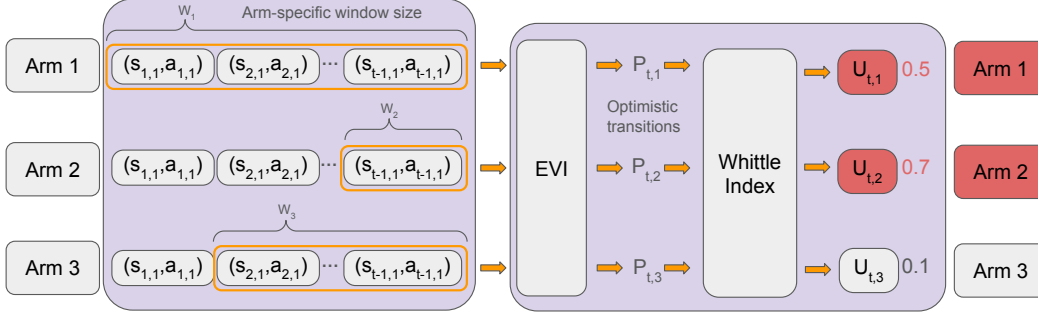 W1 Arm-specific window size
Arm 1 (s1,1,a1,1) (s2,1,a2,1) ... (st-1,1,at-1,1) Pt,1 Ut,1 0.5 Arm 1
W2 Optimistic
transitions
Arm 2 (s1,1,a1,1) (s2,1,a2,1) ... (st-1,1,at-1,1) EVI Pt,2 Whittle
Index Ut,2 0.7 Arm 2
W3
Arm 3 (s1,1,a1,1) (s2,1,a2,1) ... (st-1,1,at-1,1) Pt,3 Ut,3 0.1 Arm 3